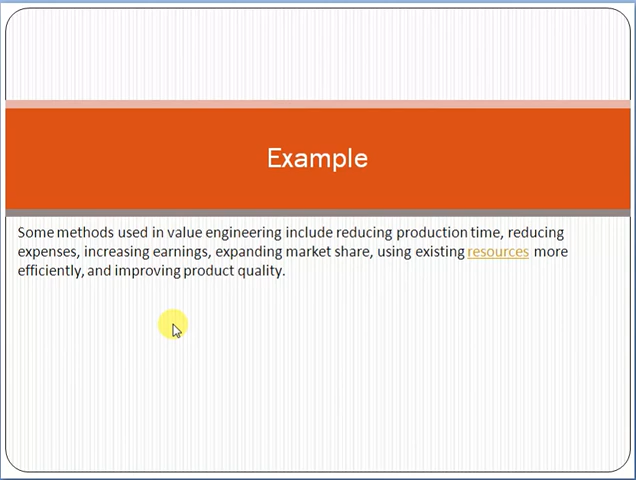 Example
Some methods used in value engineering include reducing production time, reducing
expenses, increasing earnings, expanding market share, using existing resources more
efficiently, and improving product quality.